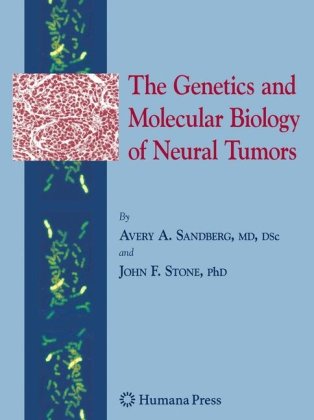 The Genetics and
Molecular Biology
of Neural Tumors
By
AVERY A. SANDBERG, MD, DSc
and
JOHN F. STONE, PhD
Humana Press